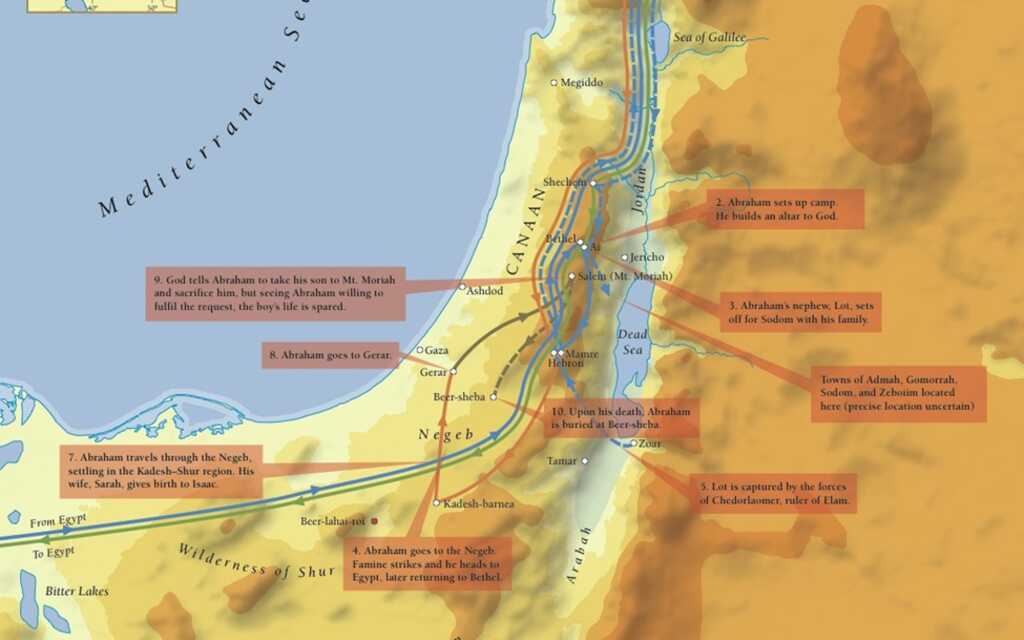 Mediterranean Sea
Sea of Galilee
Megiddo
Shechem
Jordan
2. Abraham sets up camp.
He builds an altar to God.
CANAAN
Bethel
Ai
Jericho
Salem (Mt. Moriah)
9. God tells Abraham to take his son to Mt. Moriah
and sacrifice him, but seeing Abraham willing to
fulfil the request, the boy's life is spared.
Ashdod
3. Abraham's nephew, Lot, sets
off for Sodom with his family.
Dead
Sea
8. Abraham goes to Gerar.
Gaza
Mamre
Hebron
Gerar
Towns of Admah, Gomorrah,
Sodom, and Zeboiim located
here (precise location uncertain)
Beer-sheba
10. Upon his death, Abraham
is buried at Beer-sheba.
Negeb
Zoar
7. Abraham travels through the Negeb,
settling in the Kadesh–Shur region. His
wife, Sarah, gives birth to Isaac.
Tamar
5. Lot is captured by the forces
of Chedorlaomer, ruler of Elam.
Kadesh-barnea
From Egypt
Beer-lahai-roi
To Egypt
4. Abraham goes to the Negeb.
Famine strikes and he heads to
Egypt, later returning to Bethel.
Wilderness of Shur
Arabah
Bitter Lakes